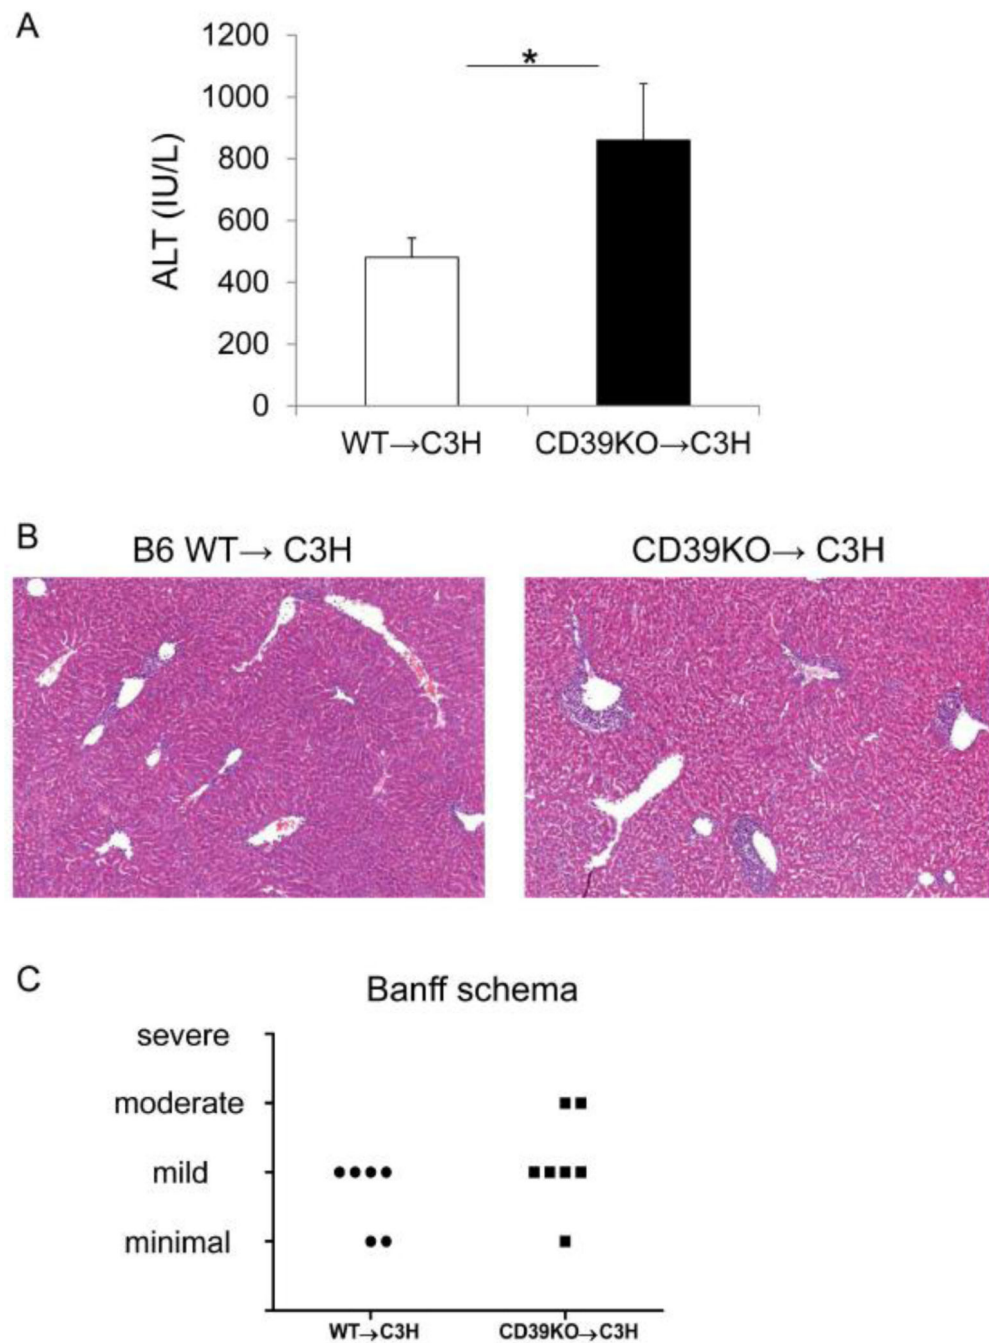 A
1200
1000
800
600
400
200
0
ALT (IU/L)
*
WT→C3H
CD39KO→C3H
B
B6 WT→ C3H
CD39KO→ C3H
C
Banff schema
severe
moderate
mild
minimal
WT→C3H
CD39KO→C3H